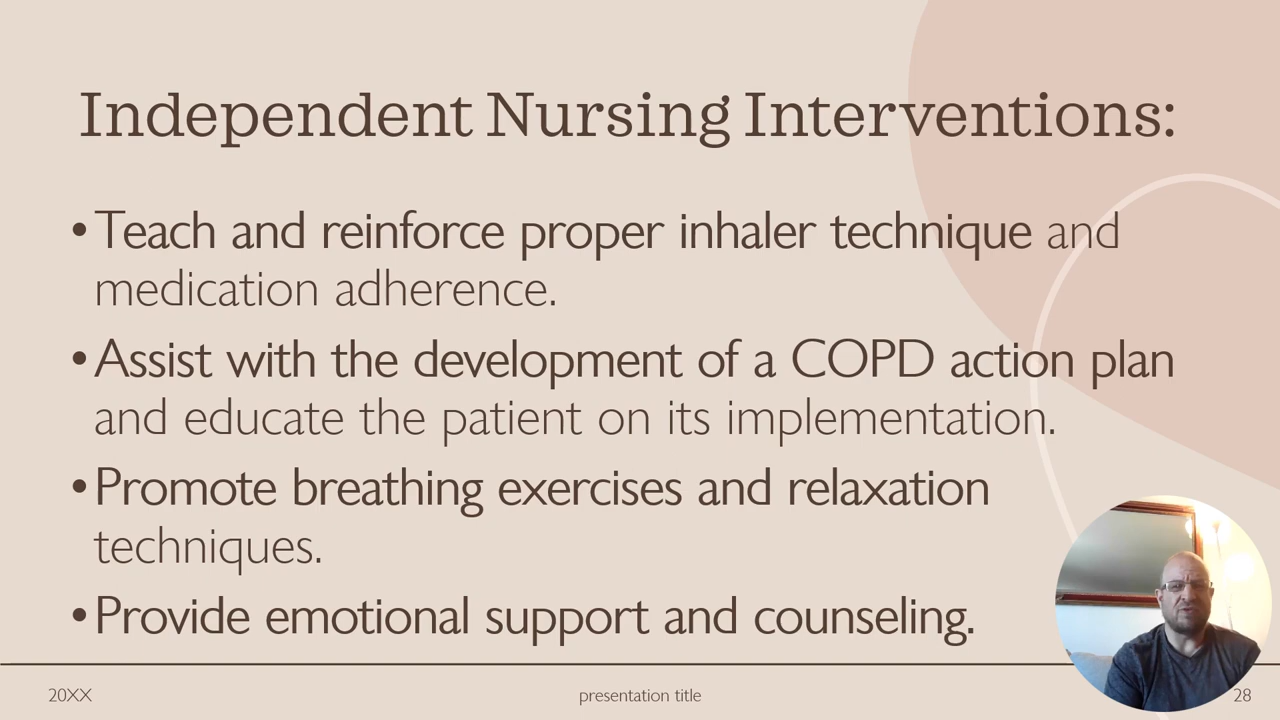 Independent Nursing Interventions:
•Teach and reinforce proper inhaler technique and
medication adherence.
•Assist with the development of a COPD action plan
and educate the patient on its implementation.
•Promote breathing exercises and relaxation
techniques.
•Provide emotional support and counseling.
20XX
presentation title
28